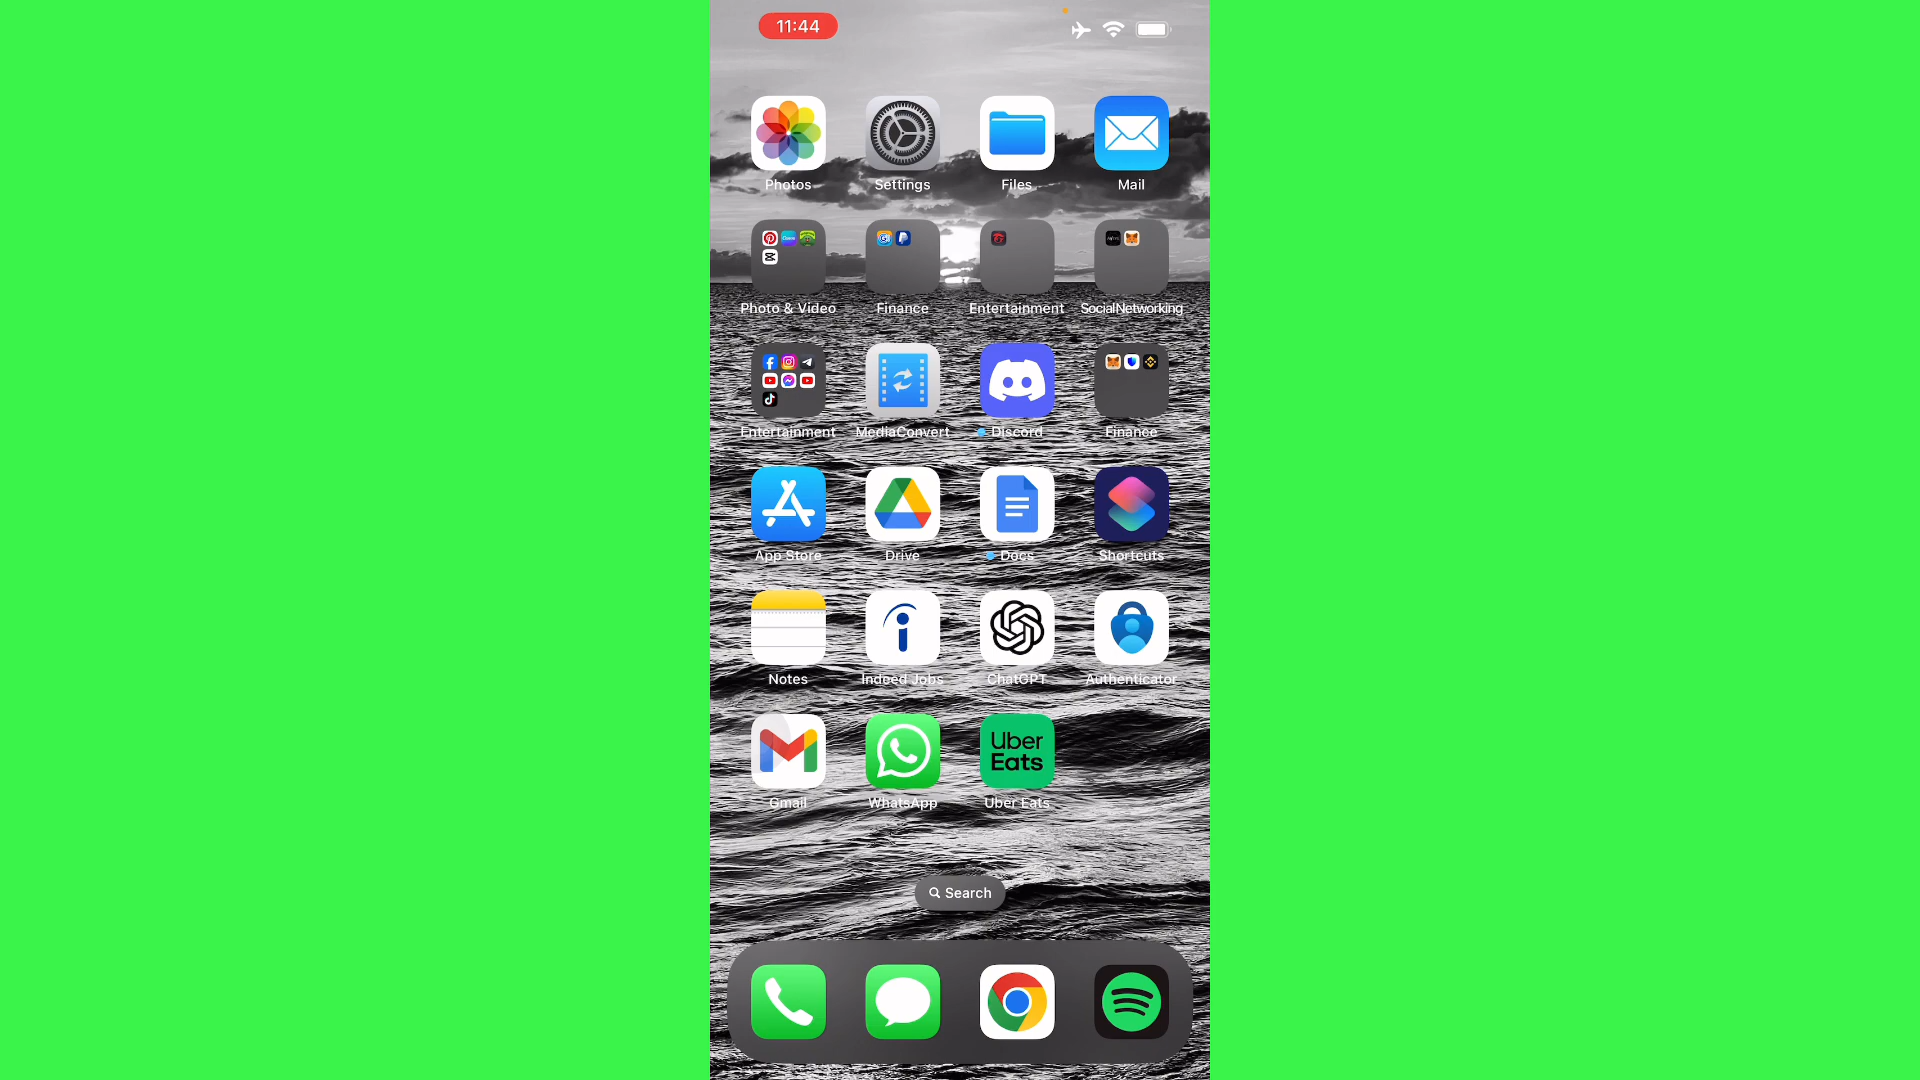 11:44
Photos Settings Files Mail
Photo & Video Finance Entertainment SocialNetworking
Entertainment MediaConvert Discord Finance
App Store Drive Docs Shortcuts
Notes Indeed Jobs ChatGPT Authenticator
Uber
Eats
Gmail WhatsApp Uber Eats
Search